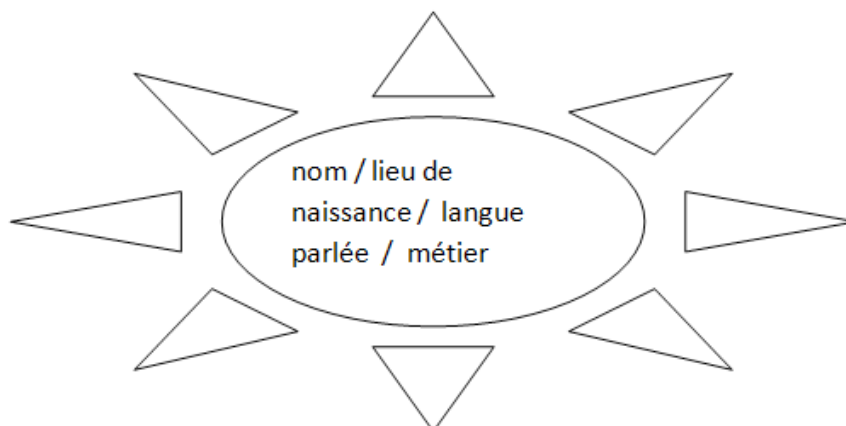 nom / lieu de
naissance / langue
parlée / métier